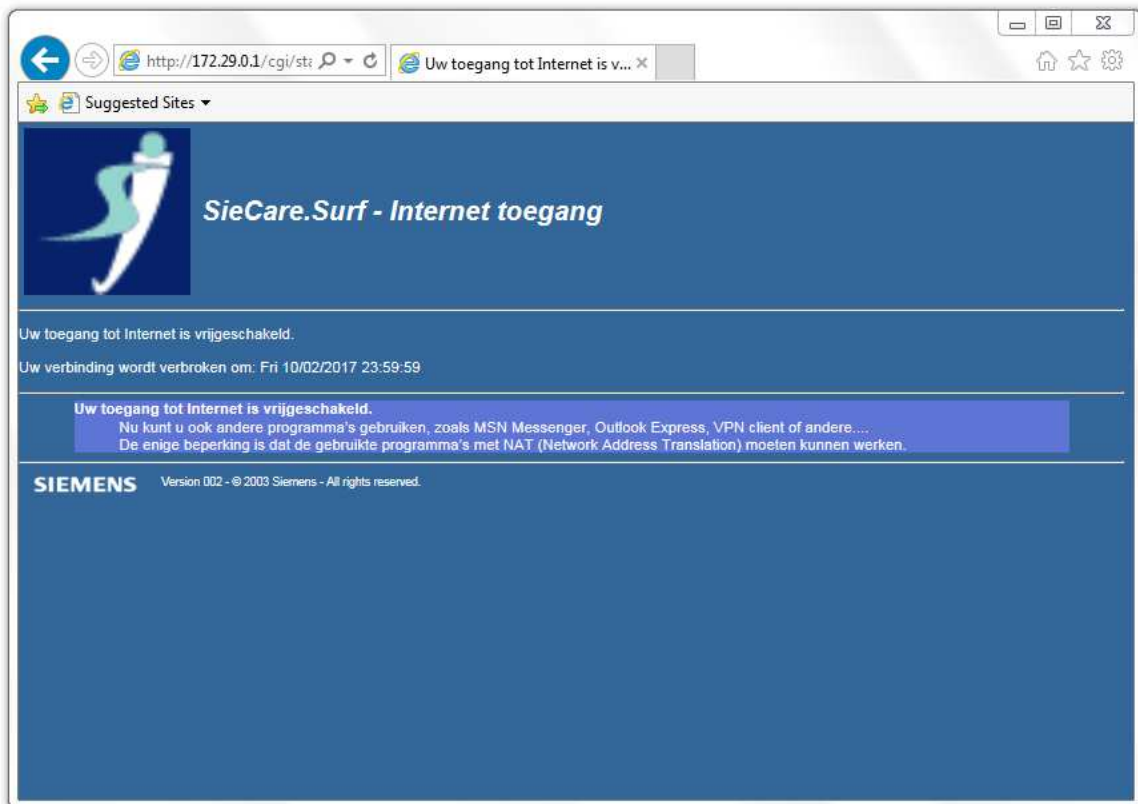 http://172.29.0.1/cgi/sta
Uw toegang tot Internet is v...
Suggested Sites
SieCare.Surf - Internet toegang
Uw toegang tot Internet is vrijgeschakeld.
Uw verbinding wordt verbroken om: Fri 10/02/2017 23:59:59
Uw toegang tot Internet is vrijgeschakeld.
Nu kunt u ook andere programma's gebruiken, zoals MSN Messenger, Outlook Express, VPN client of andere....
De enige beperking is dat de gebruikte programma's met NAT (Network Address Translation) moeten kunnen werken.
SIEMENS Version 002 - © 2003 Siemens - All rights reserved.